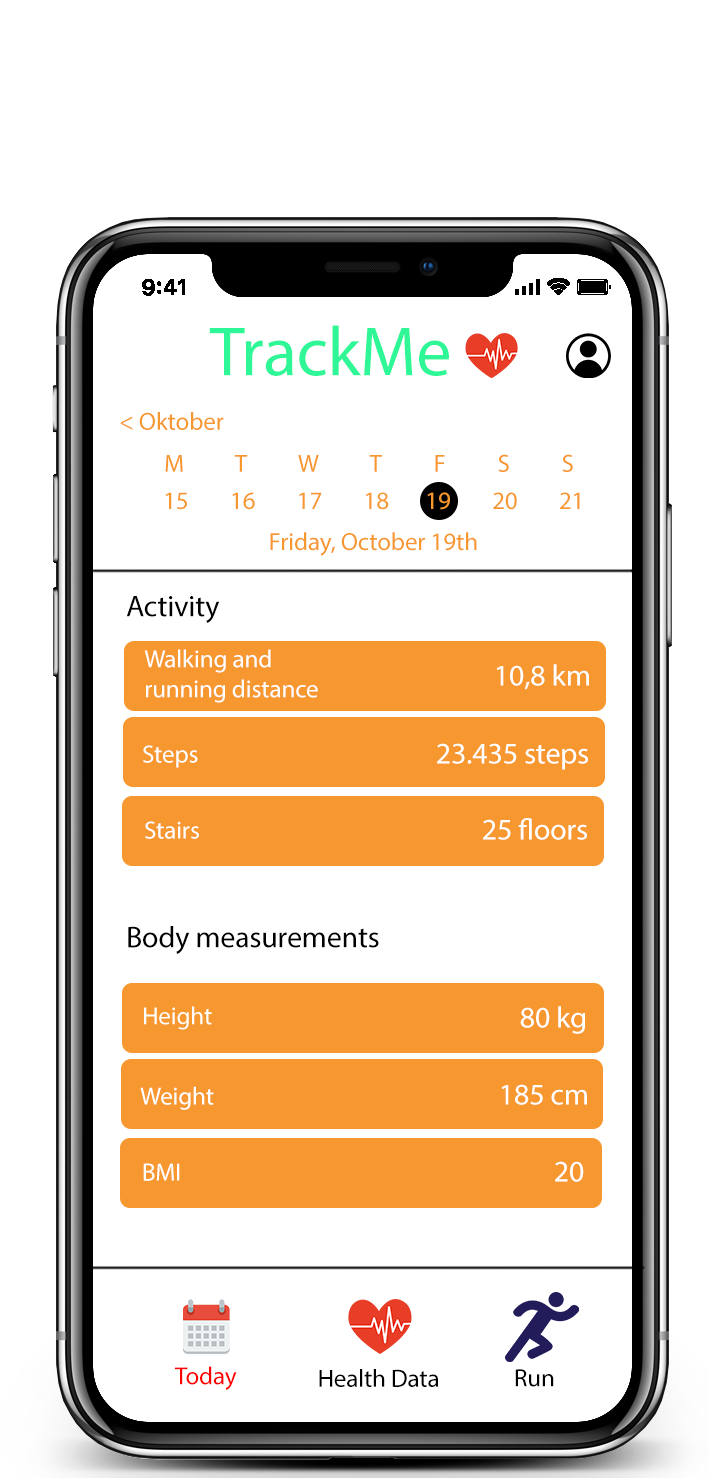 9:41
TrackMe
< Oktober
M T W T F S S
15 16 17 18 19 20 21
Friday, October 19th
Activity
Walking and
running distance
10,8 km
Steps 23.435 steps
Stairs 25 floors
Body measurements
Height 80 kg
Weight 185 cm
BMI 20
Today Health Data Run